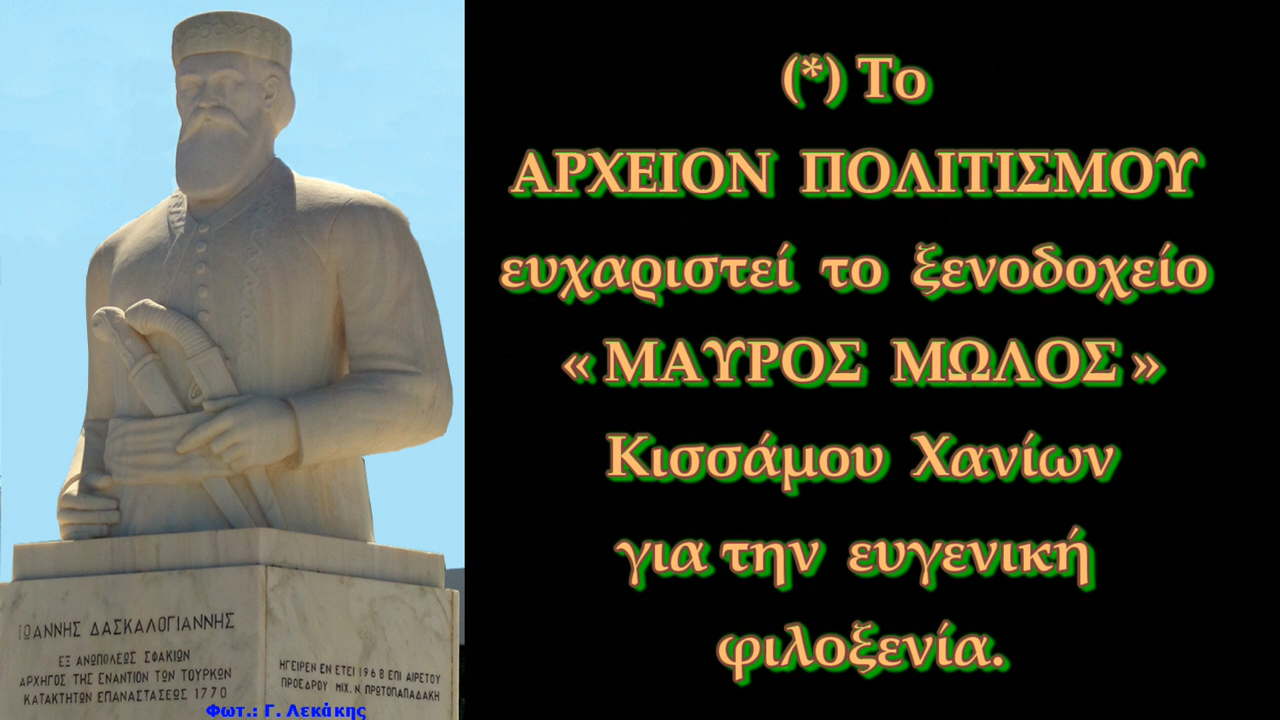 (*) Το
ΑΡΧΕΙΟΝ ΠΟΛΙΤΙΣΜΟΥ
ευχαριστεί το ξενοδοχείο
« ΜΑΥΡΟΣ ΜΩΛΟΣ »
Κισσάμου Χανίων
για την ευγενική
φιλοξενία.
ΙΩΑΝΝΗΣ ΔΑΣΚΑΛΟΓΙΑΝΝΗΣ
ΕΞ ΑΝΩΠΟΛΕΩΣ ΣΦΑΚΙΩΝ
ΑΡΧΗΓΟΣ ΤΗΣ ΕΝΑΝΤΙΟΝ ΤΩΝ ΤΟΥΡΚΩΝ
ΚΑΤΑΚΤΗΤΩΝ ΕΠΑΝΑΣΤΑΣΕΩΣ 1770
ΗΓΕΙΡΕΝ ΕΝ ΕΤΕΙ 1968 ΕΠΙ ΑΙΡΕΤΟΥ
ΠΡΟΕΔΡΟΥ ΜΙΧ. Ν. ΠΡΩΤΟΠΑΠΑΔΑΚΗ
Φωτ.: Γ. Λεκάκης